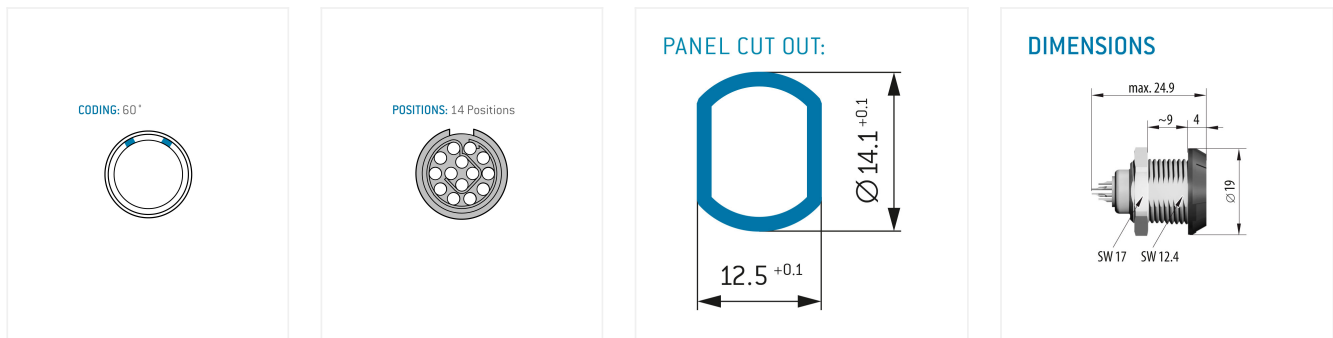 CODING: 60°
POSITIONS: 14 Positions
PANEL CUT OUT:
Ø 14.1 +0.1
12.5 +0.1
DIMENSIONS
max. 24.9
~9
4
Ø 19
SW 17
SW 12.4